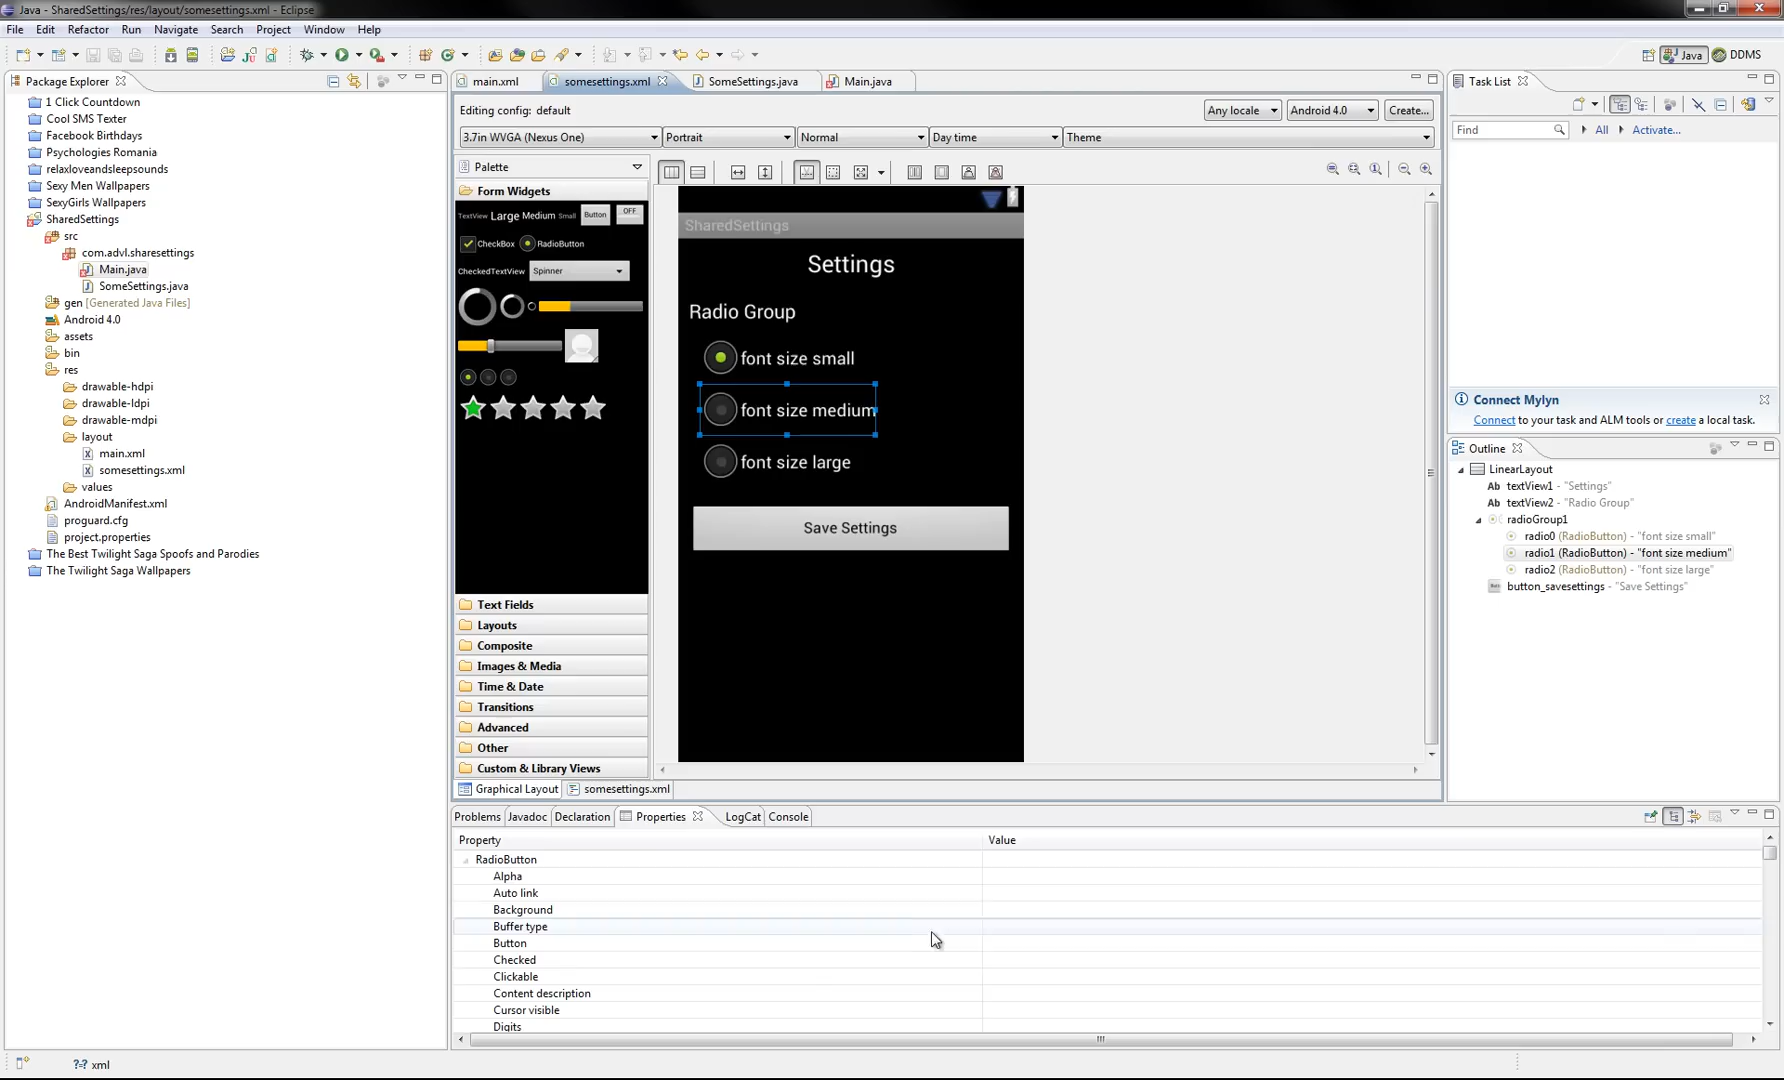 Java - SharedSettings/res/layout/somesettings.xml - Eclipse
File Edit Refactor Run Navigate Search Project Window Help
Java DDMS
Package Explorer
1 Click Countdown
Cool SMS Texter
Facebook Birthdays
Psychologies Romania
relaxloveandsleepsounds
Sexy Men Wallpapers
SexyGirls Wallpapers
SharedSettings
src
com.advl.sharesettings
Main.java
SomeSettings.java
gen [Generated Java Files]
Android 4.0
assets
bin
res
drawable-hdpi
drawable-ldpi
drawable-mdpi
layout
main.xml
somesettings.xml
values
AndroidManifest.xml
proguard.cfg
project.properties
The Best Twilight Saga Spoofs and Parodies
The Twilight Saga Wallpapers
main.xml somesettings.xml SomeSettings.java Main.java
Editing config: default Any locale Android 4.0 Create...
3.7in WVGA (Nexus One) Portrait Normal Day time Theme
Palette
Form Widgets
TextView Large Medium Small Button OFF
CheckBox RadioButton
CheckedTextView Spinner
Text Fields
Layouts
Composite
Images & Media
Time & Date
Transitions
Advanced
Other
Custom & Library Views
SharedSettings
Settings
Radio Group
font size small
font size medium
font size large
Save Settings
Graphical Layout somesettings.xml
Problems Javadoc Declaration Properties LogCat Console
Property Value
RadioButton
Alpha
Auto link
Background
Buffer type
Button
Checked
Clickable
Content description
Cursor visible
Digits
Task List
Find All Activate...
Connect Mylyn
Connect to your task and ALM tools or create a local task.
Outline
LinearLayout
Ab textView1 - "Settings"
Ab textView2 - "Radio Group"
radioGroup1
radio0 (RadioButton) - "font size small"
radio1 (RadioButton) - "font size medium"
radio2 (RadioButton) - "font size large"
button_savesettings - "Save Settings"
xml